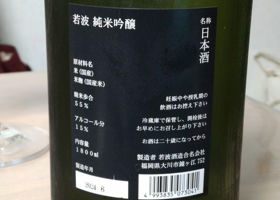 若波 純米吟醸
名称
日本酒
原材料名
米(国産)
米麹(国産米)
精米歩合
55%
アルコール分
15%
内容量
1800ml
製造年月
2024.6
妊娠中や授乳期の
飲酒はお控え下さい
冷蔵庫で保管し、開栓後は
お早めにお召し上がり下さい
お酒は二十歳になってから
製造者 若波酒造合名会社
福岡県大川市鐘ヶ江752
4 993835 073041